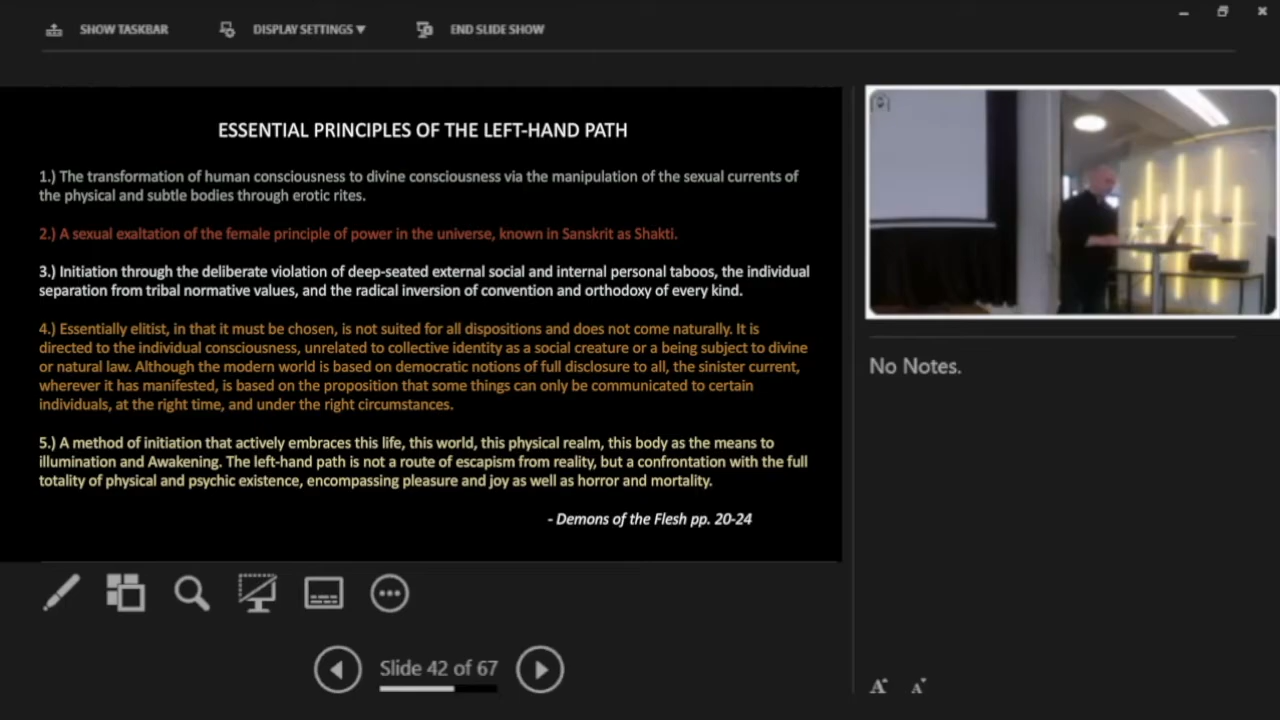 SHOW TASKBAR
DISPLAY SETTINGS ▼
END SLIDE SHOW
ESSENTIAL PRINCIPLES OF THE LEFT-HAND PATH
1.) The transformation of human consciousness to divine consciousness via the manipulation of the sexual currents of
the physical and subtle bodies through erotic rites.
2.) A sexual exaltation of the female principle of power in the universe, known in Sanskrit as Shakti.
3.) Initiation through the deliberate violation of deep-seated external social and internal personal taboos, the individual
separation from tribal normative values, and the radical inversion of convention and orthodoxy of every kind.
4.) Essentially elitist, in that it must be chosen, is not suited for all dispositions and does not come naturally. It is
directed to the individual consciousness, unrelated to collective identity as a social creature or a being subject to divine
or natural law. Although the modern world is based on democratic notions of full disclosure to all, the sinister current,
wherever it has manifested, is based on the proposition that some things can only be communicated to certain
individuals, at the right time, and under the right circumstances.
5.) A method of initiation that actively embraces this life, this world, this physical realm, this body as the means to
illumination and Awakening. The left-hand path is not a route of escapism from reality, but a confrontation with the full
totality of physical and psychic existence, encompassing pleasure and joy as well as horror and mortality.
- Demons of the Flesh pp. 20-24
No Notes.
Slide 42 of 67
A A